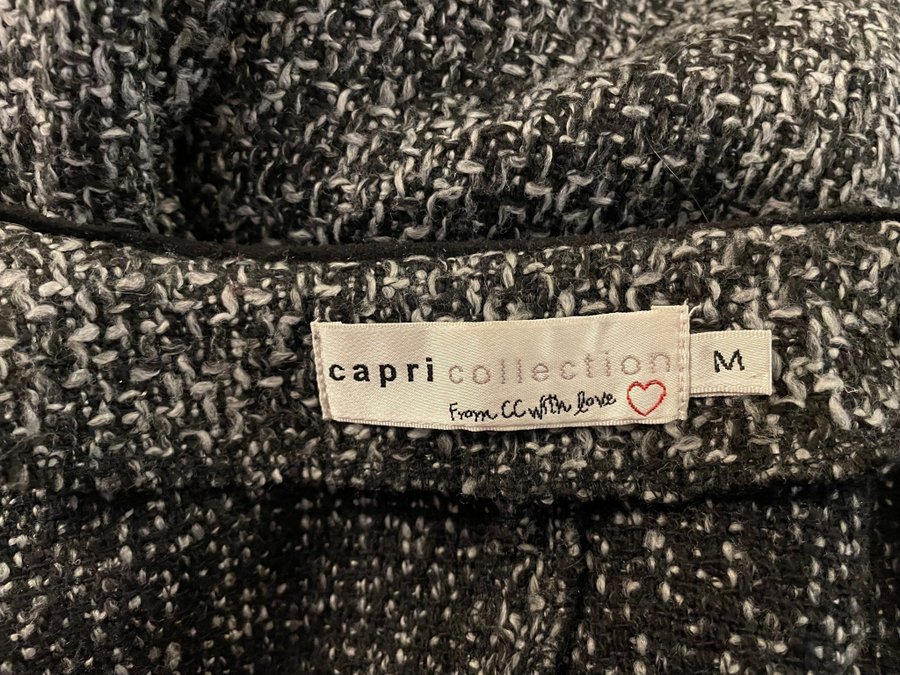 capri collection
From CC with love
M